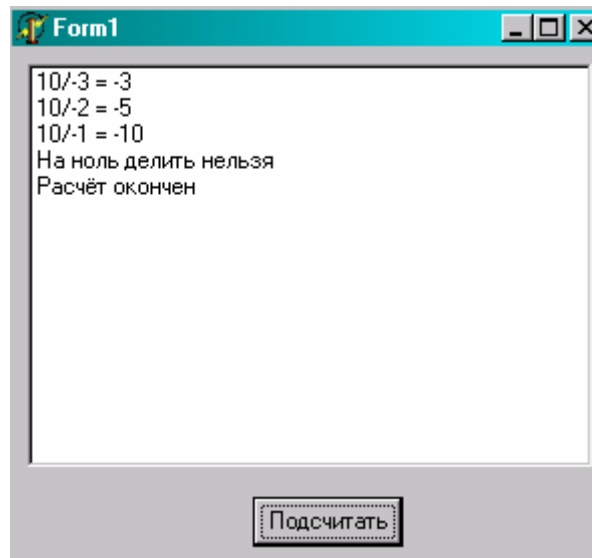 Form1
10/-3 = -3
10/-2 = -5
10/-1 = -10
На ноль делить нельзя
Расчёт окончен
Подсчитать